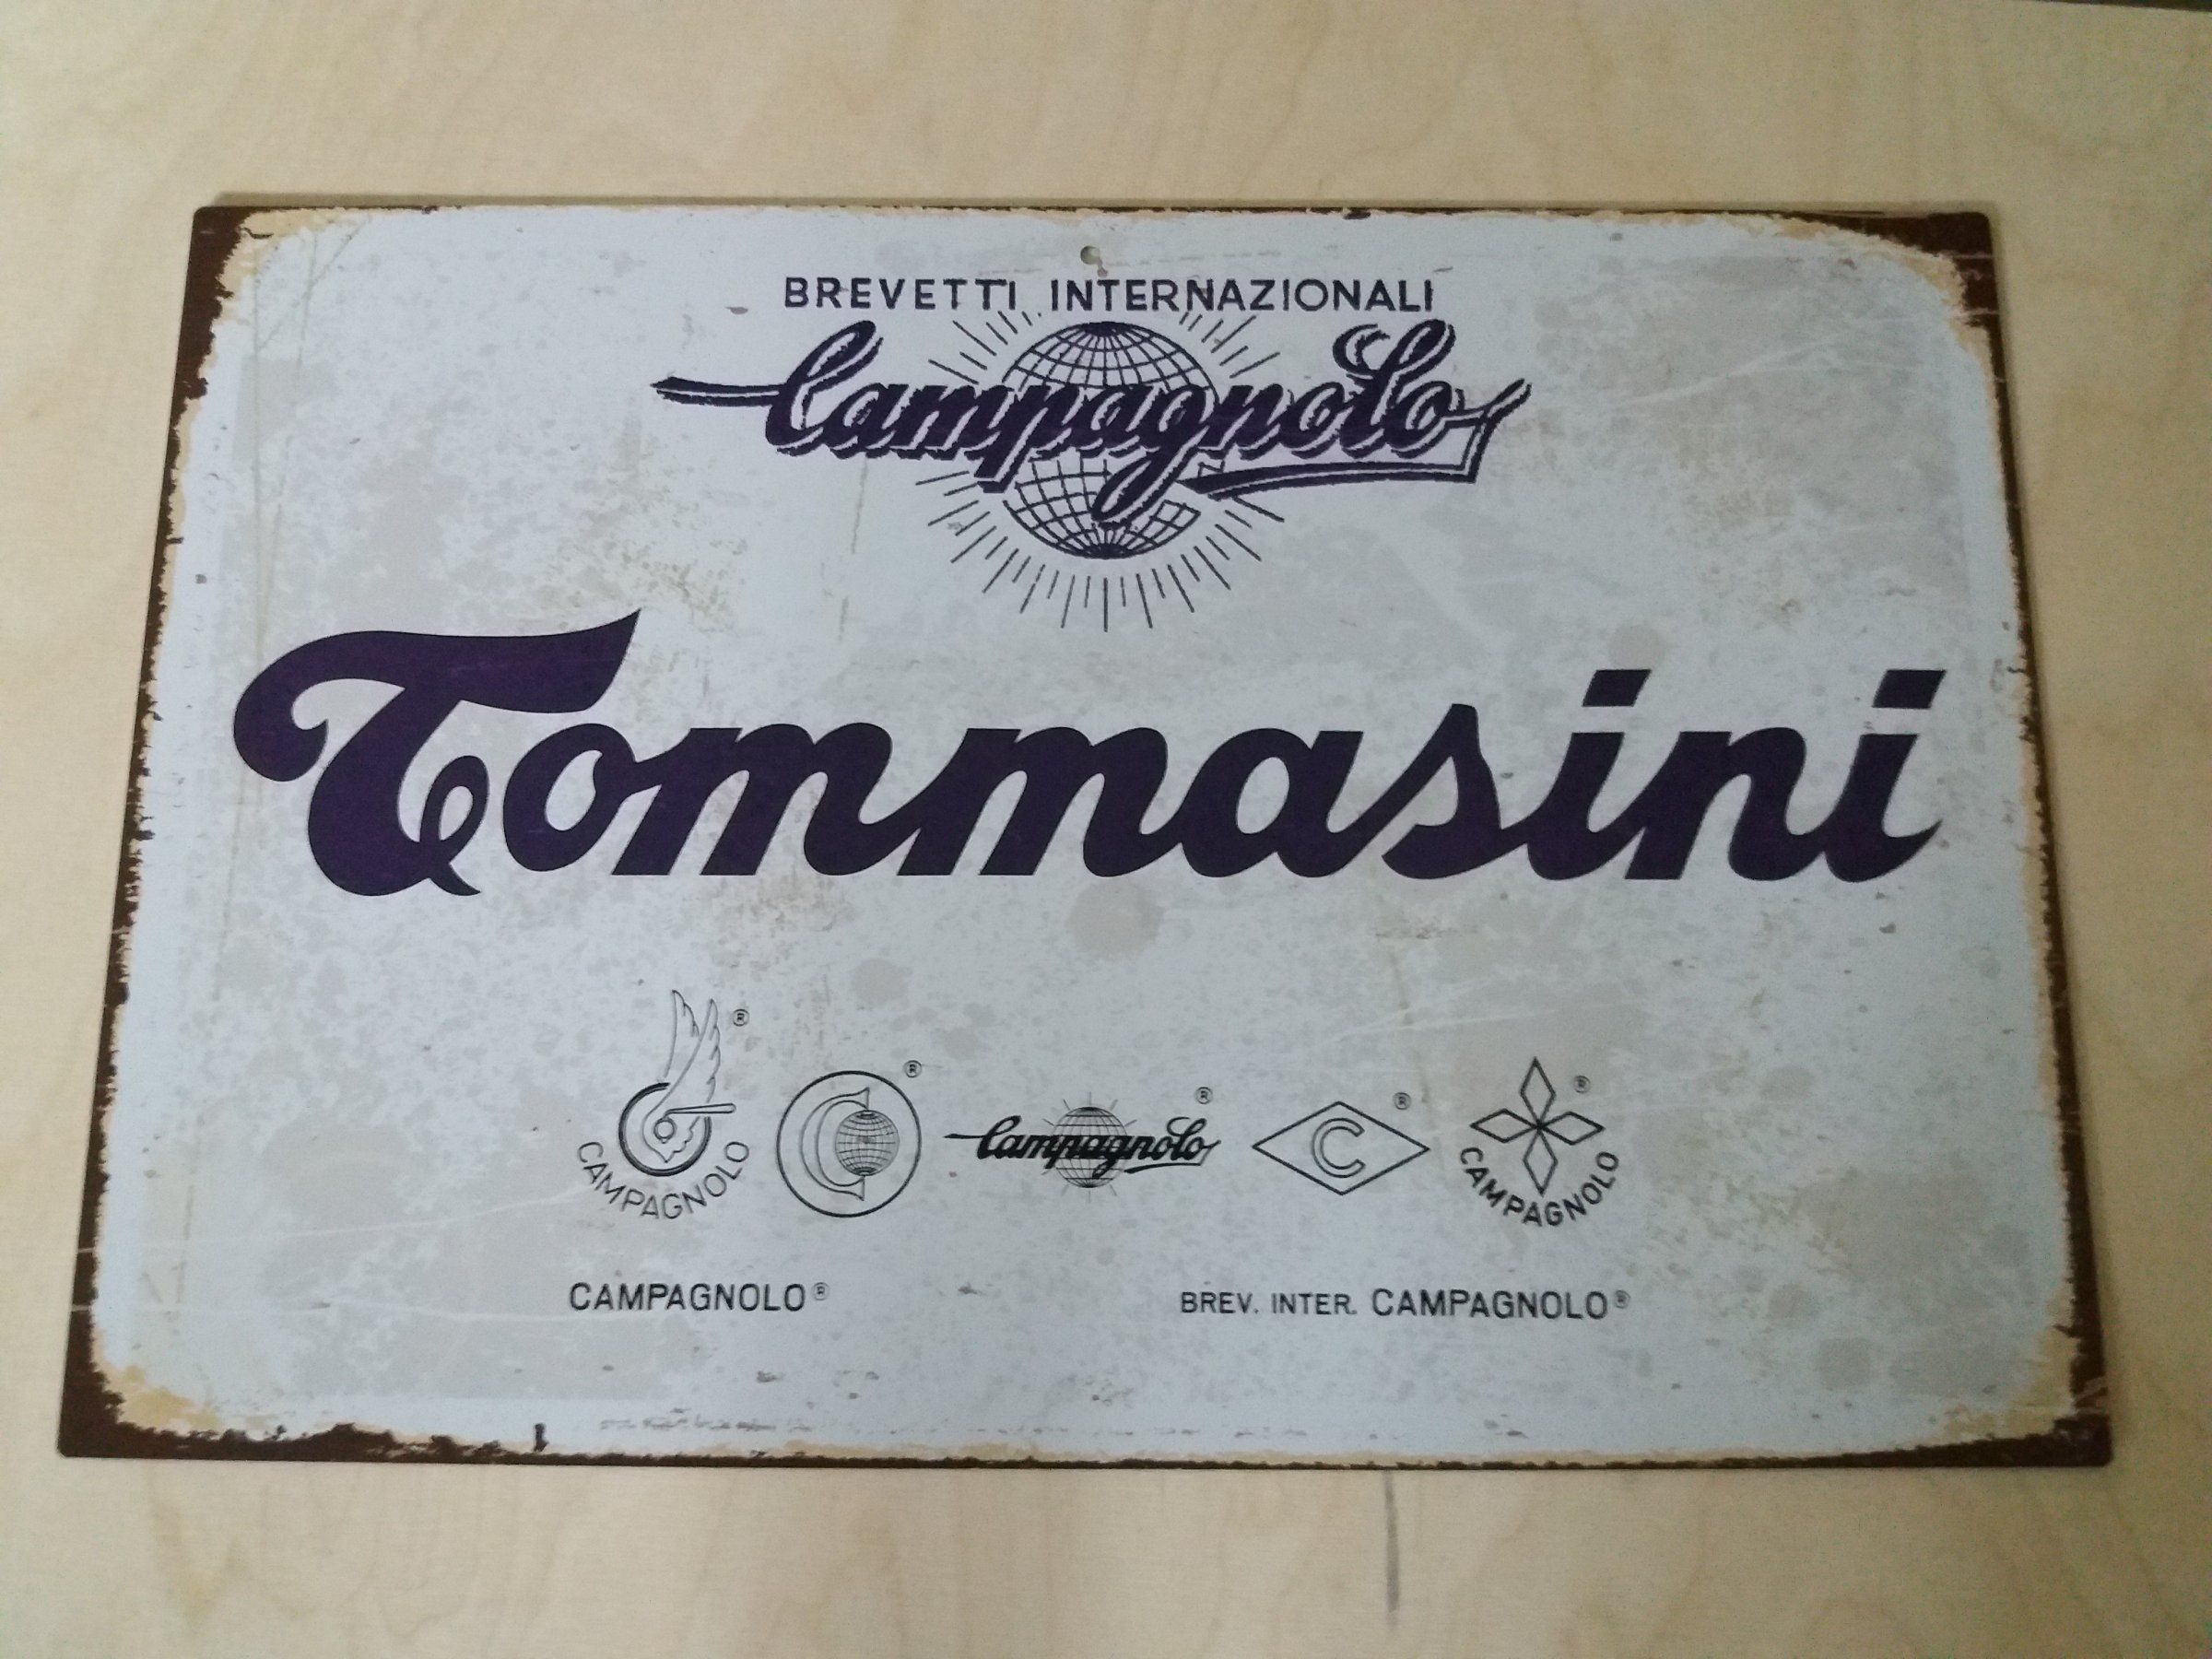 BREVETTI INTERNAZIONALI
Campagnolo
Tommasini
® ® ® ® ®
CAMPAGNOLO C Campagnolo C CAMPAGNOLO
CAMPAGNOLO® BREV. INTER. CAMPAGNOLO®